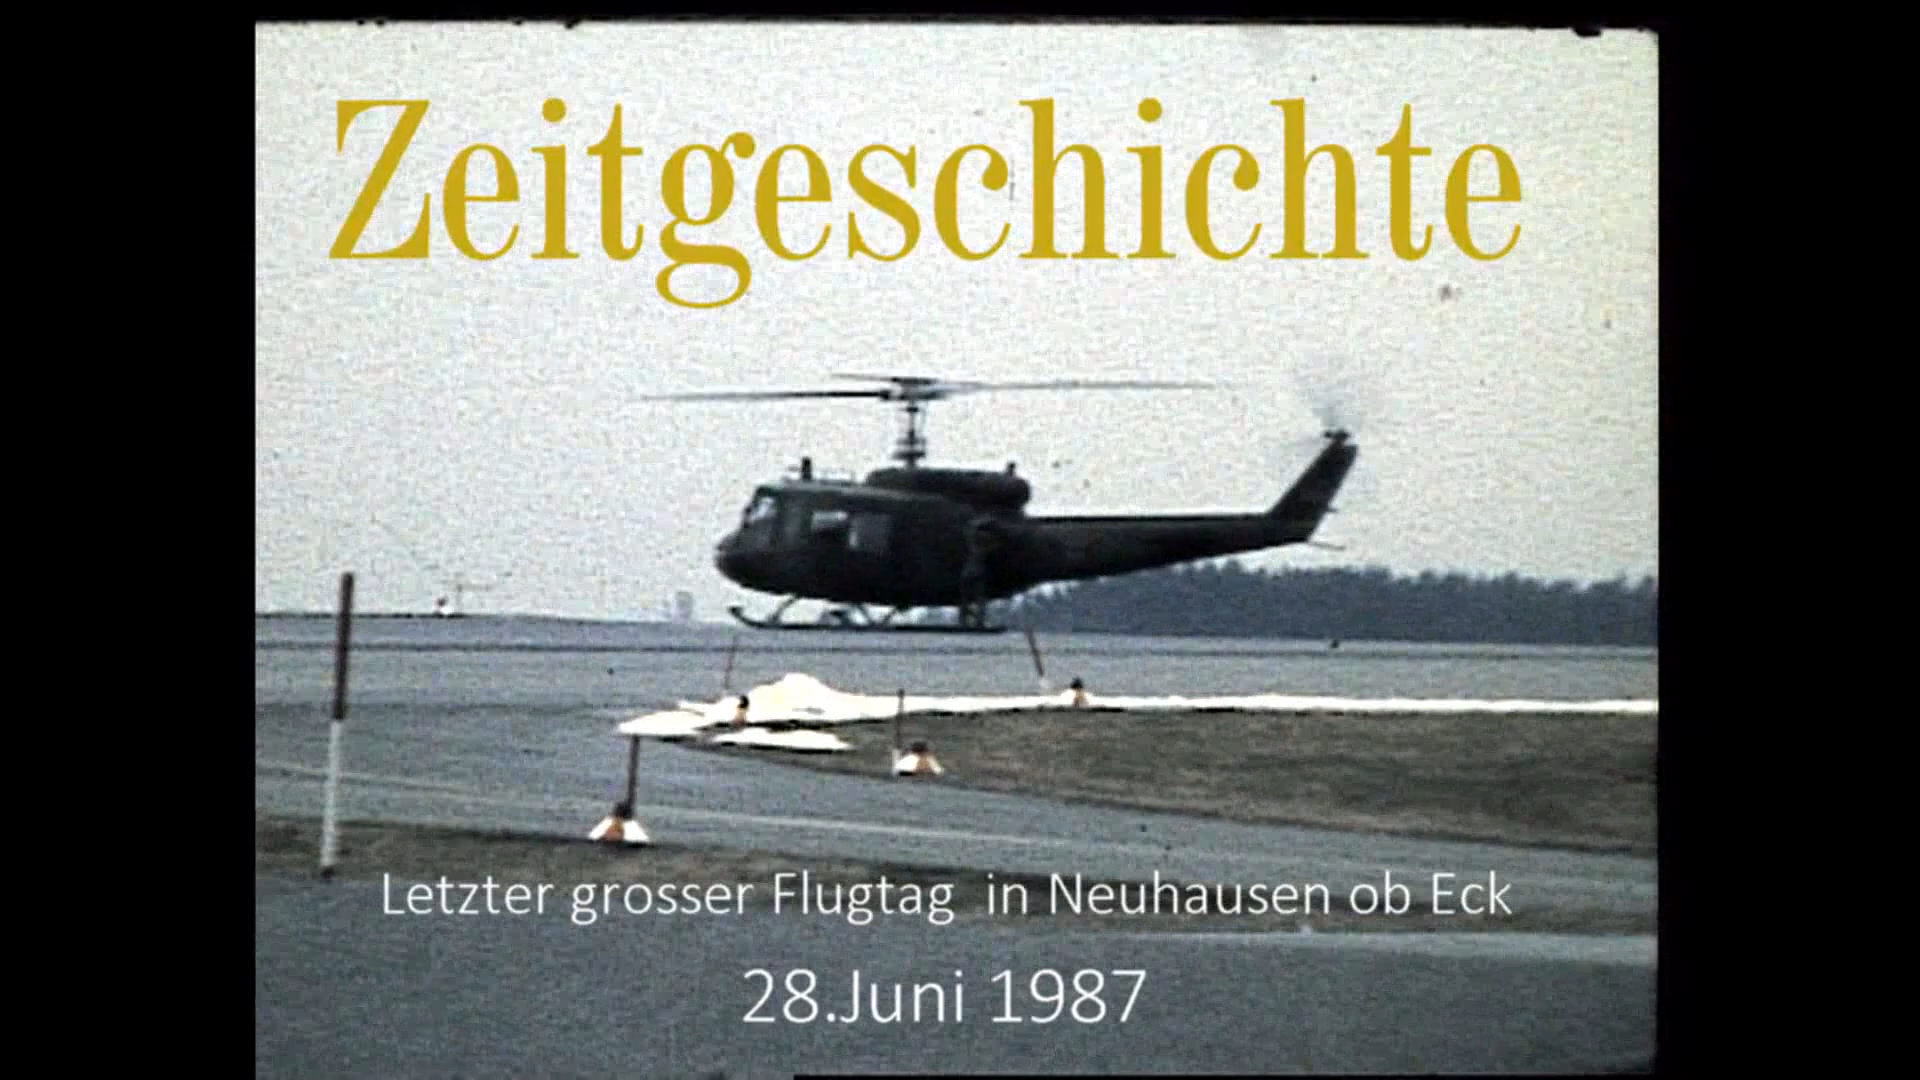 Zeitgeschichte
Letzter grosser Flugtag in Neuhausen ob Eck
28.Juni 1987